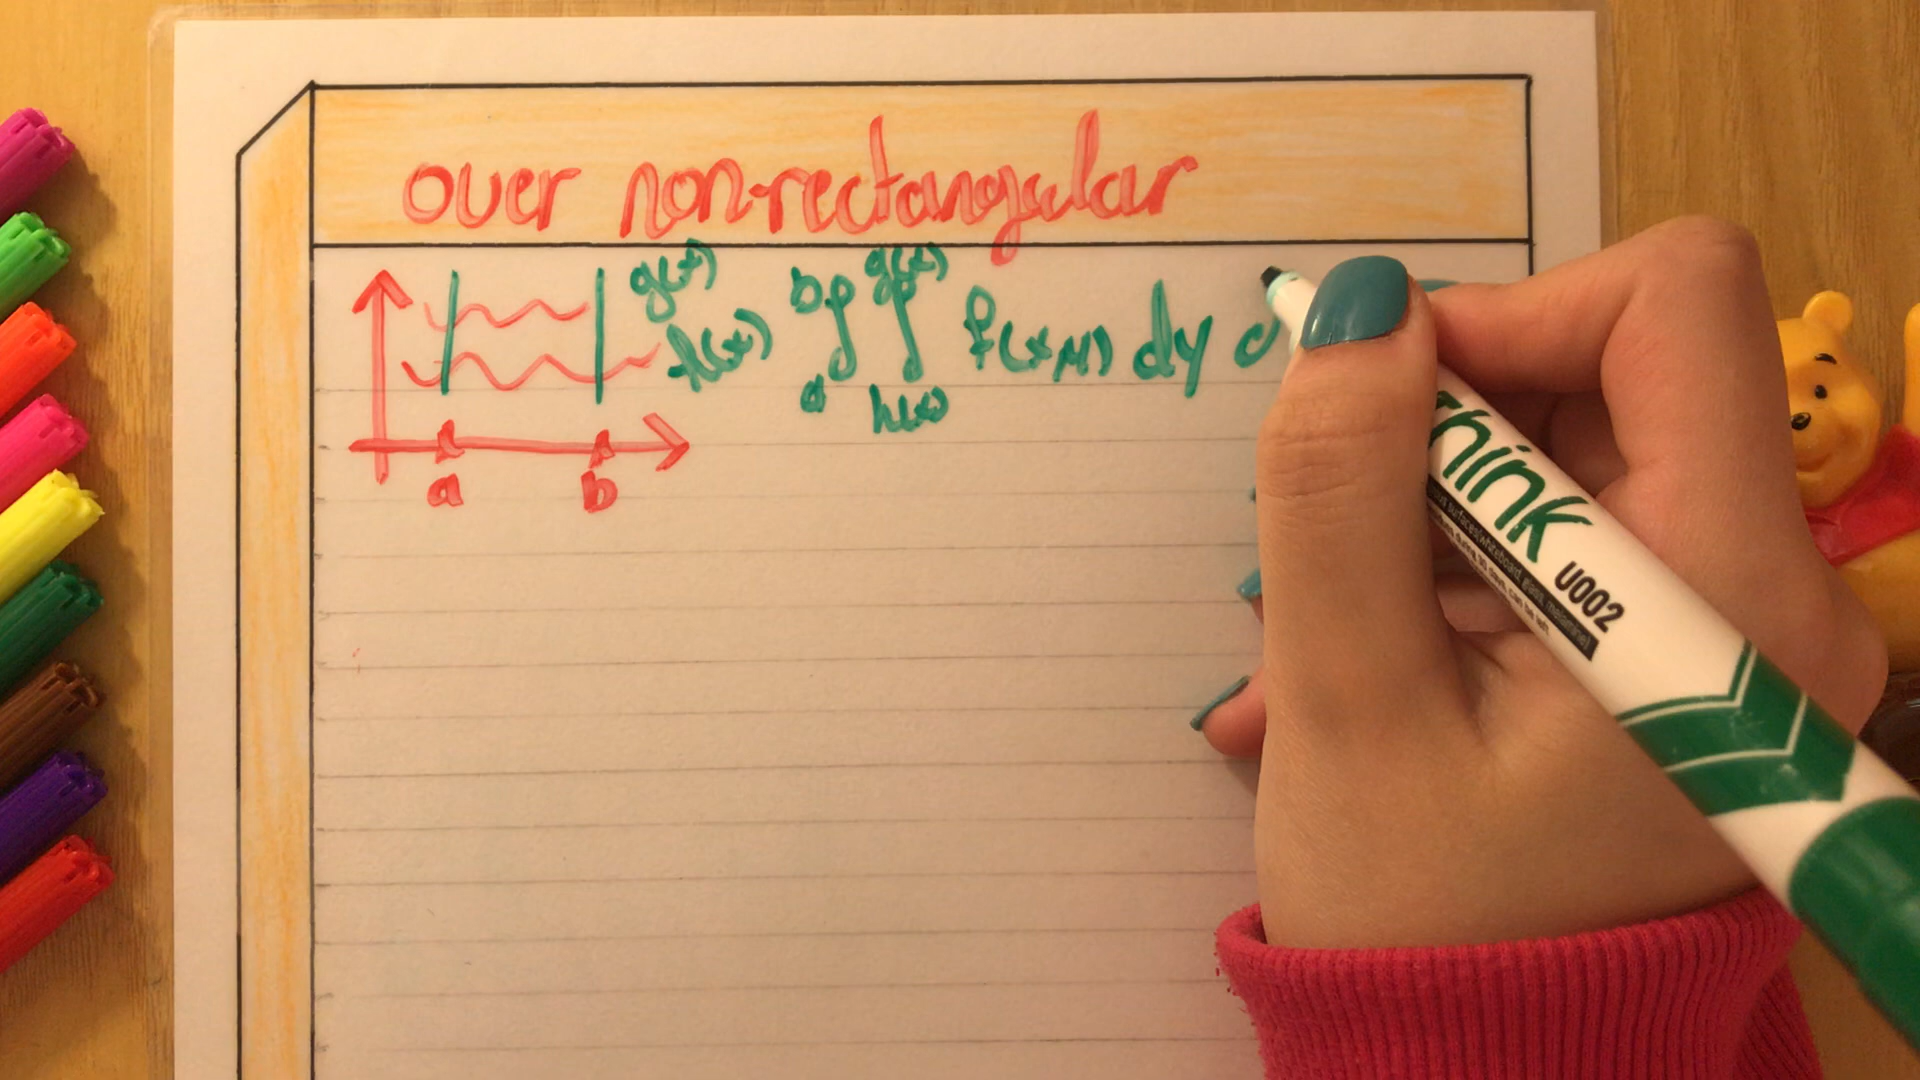 over non-rectangular
g(x)
h(x)
b g(x)
∫ ∫ f(x,y) dy d
a h(x)
a b
think
U002